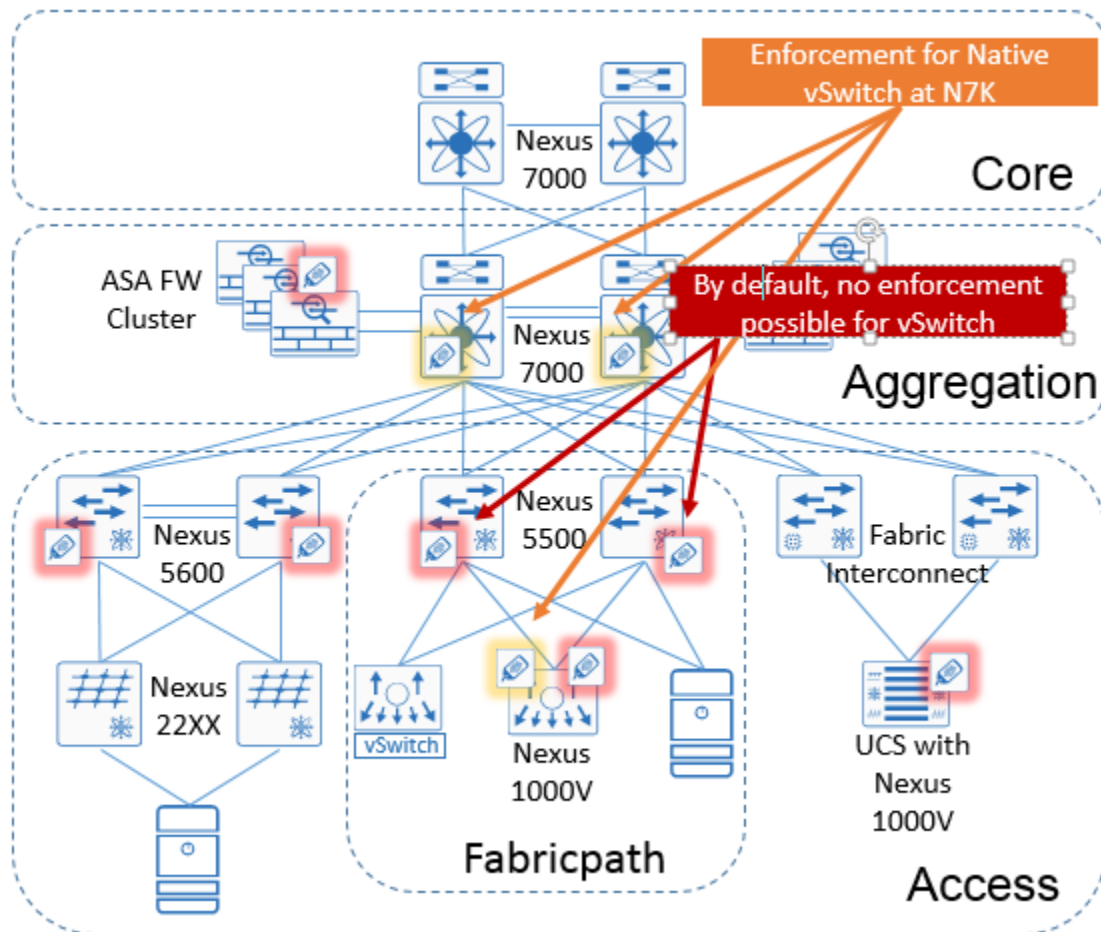 Enforcement for Native
vSwitch at N7K
Nexus
7000
Core
ASA FW
Cluster
By default, no enforcement
possible for vSwitch
Nexus
7000
Aggregation
Nexus
5600
Nexus
5500
Fabric
Interconnect
Nexus
22XX
vSwitch
Nexus
1000V
UCS with
Nexus
1000V
Fabricpath
Access